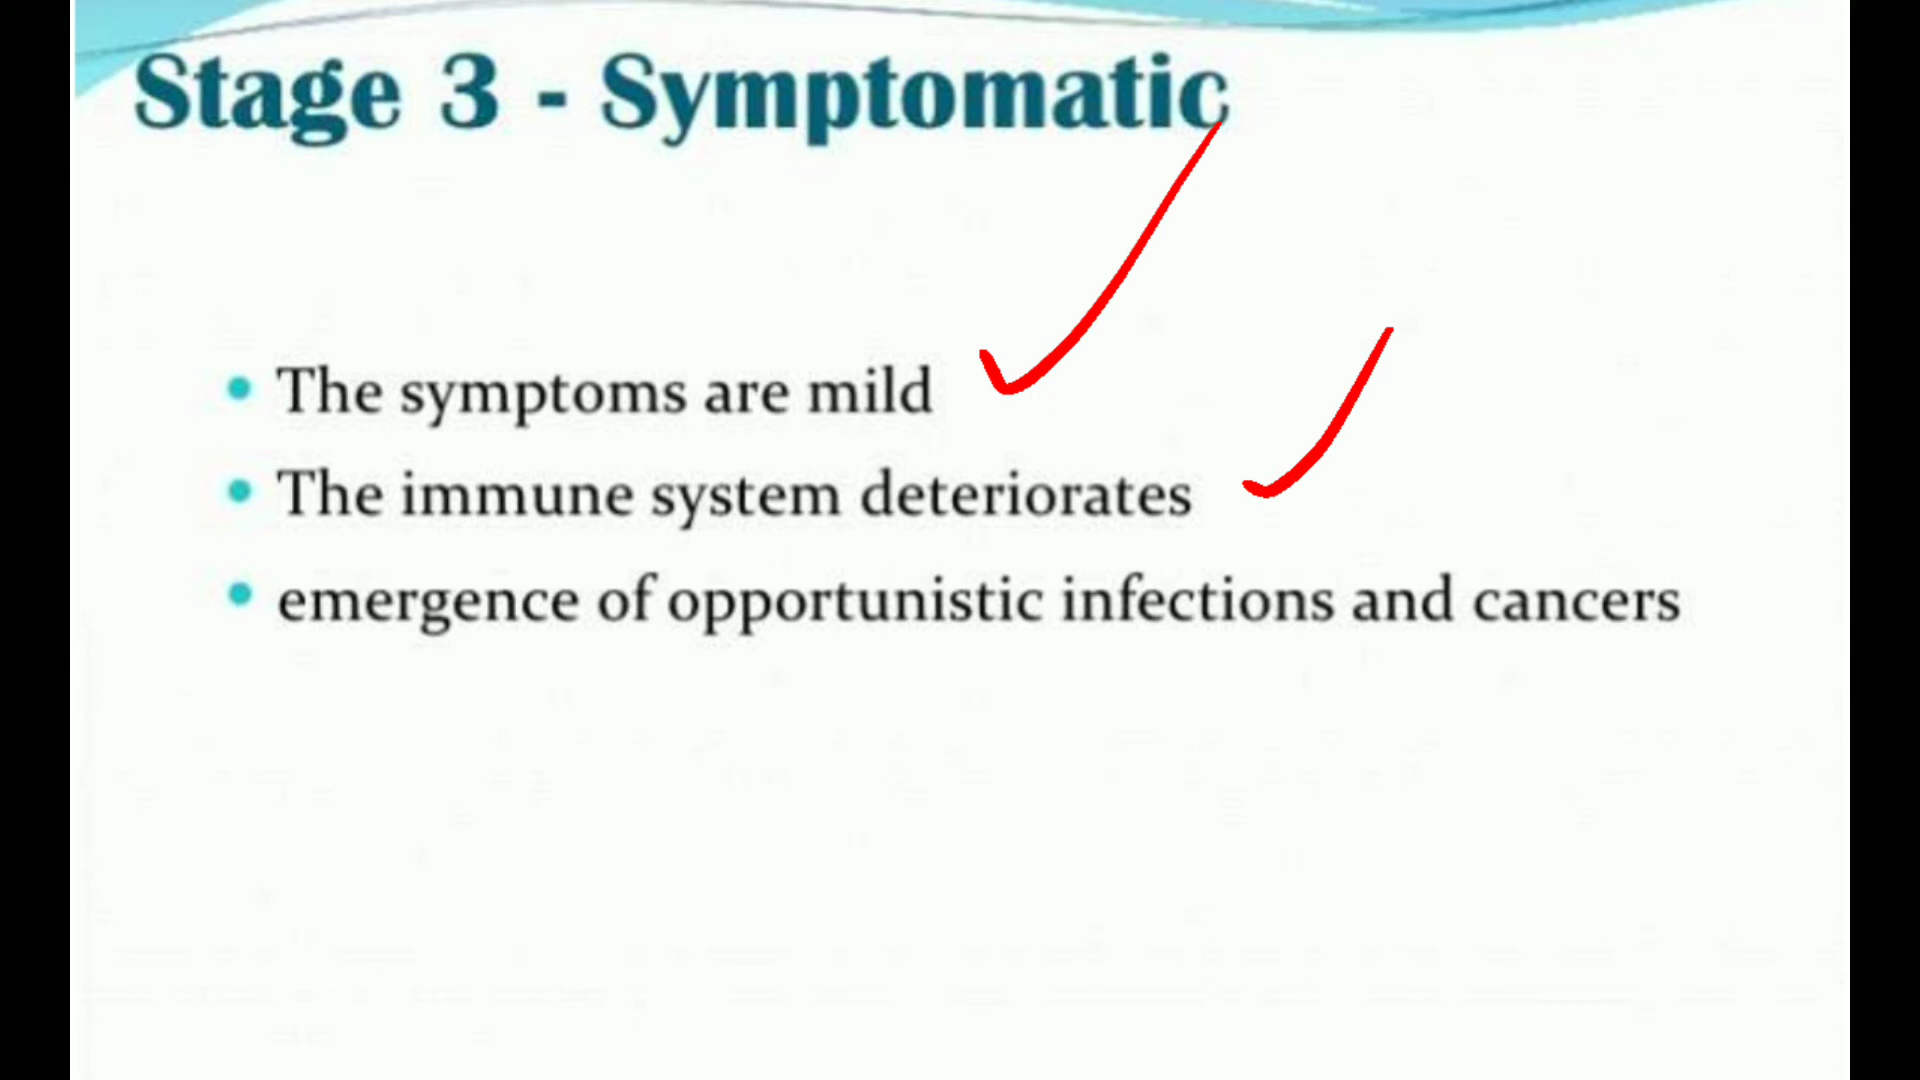 Stage 3 - Symptomatic
The symptoms are mild
The immune system deteriorates
emergence of opportunistic infections and cancers